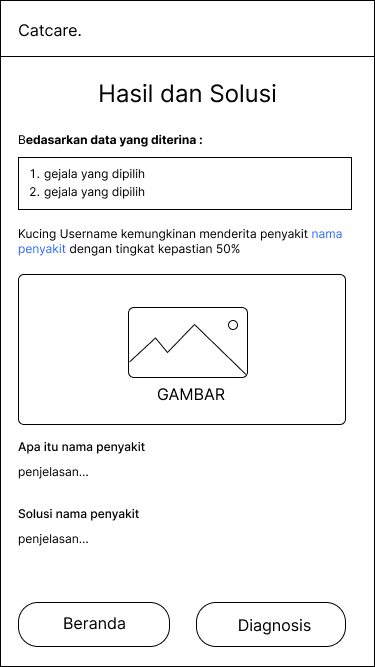 Catcare.
Hasil dan Solusi
Bedasarkan data yang diterina :
1. gejala yang dipilih
2. gejala yang dipilih
Kucing Username kemungkinan menderita penyakit nama
penyakit dengan tingkat kepastian 50%
GAMBAR
Apa itu nama penyakit
penjelasan...
Solusi nama penyakit
penjelasan...
Beranda
Diagnosis